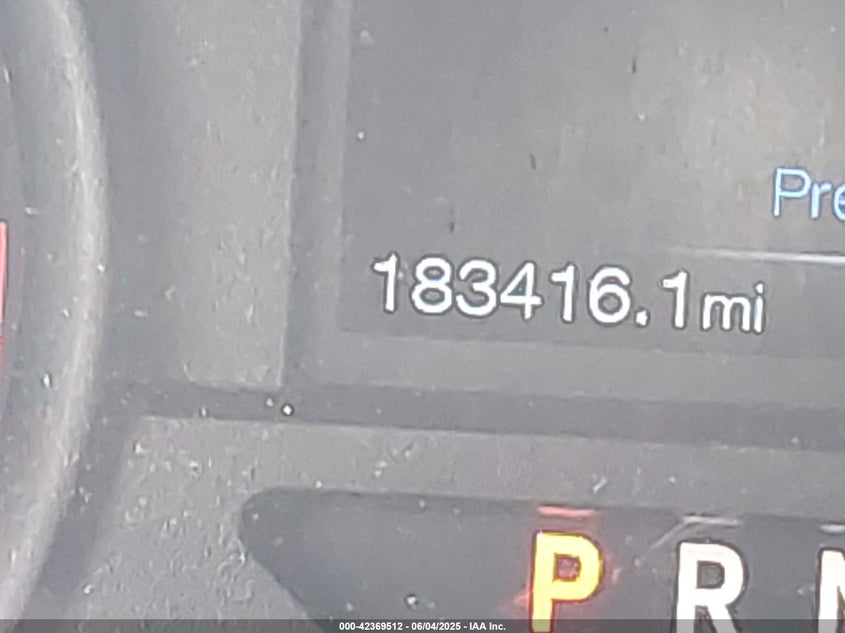 Pre
183416.1mi
P R N
000-42369512 - 06/04/2025 - IAA Inc.